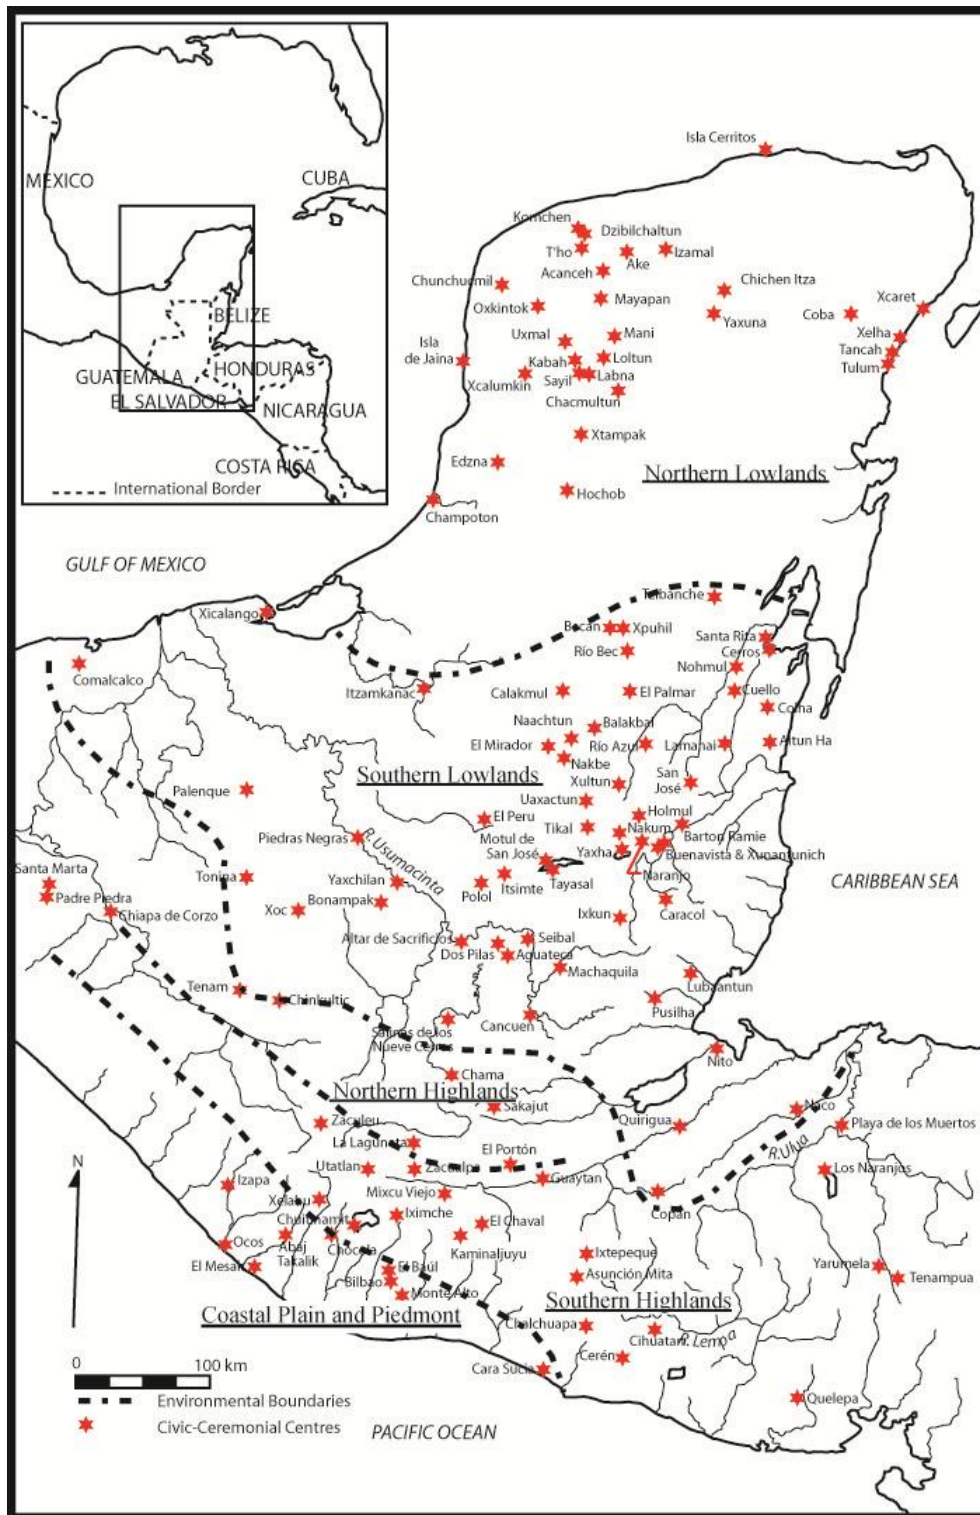 MEXICO
CUBA
BELIZE
GUATEMALA
HONDURAS
EL SALVADOR
NICARAGUA
COSTA RICA
International Border
Isla Cerritos
Komchen
Dzibilchaltun
T'ho
Ake
Izamal
Acanceh
Chunchucmil
Chichen Itza
Oxkintok
Mayapan
Yaxuna
Coba
Xcaret
Uxmal
Mani
Xelha
Isla
de Jaina
Kabah
Loltun
Tancah
Tulum
Xcalumkin
Sayil
Labna
Chacmultun
Xtampak
Edzna
Northern Lowlands
Hochob
Champoton
GULF OF MEXICO
Xicalango
Tzibanche
Becan
Xpuhil
Santa Rita
Cerros
Río Bec
Nohmul
Comalcalco
Itzamkanac
Calakmul
El Palmar
Cuello
Colha
Naachtun
Balakbal
El Mirador
Río Azul
Lamanai
Altun Ha
Nakbe
Southern Lowlands
Xultun
San
José
Palenque
Uaxactun
Holmul
El Peru
Tikal
Nakum
Barton Ramie
Piedras Negras
R. Usumacinta
Motul de
San José
Yaxha
Buenavista & Xunantunich
Santa Marta
Tonina
Yaxchilan
Itsimte
Tayasal
Naranjo
CARIBBEAN SEA
Padre Piedra
Polol
Bonampak
Caracol
Chiapa de Corzo
Xoc
Ixkun
Altar de Sacrificios
Seibal
Dos Pilas
Aguateca
Machaquila
Lubaantun
Tenam
Chinkultic
Pusilha
Salinas de los
Nueve Cerros
Cancuen
Nito
Chama
Northern Highlands
Sakajut
Naco
Zaculeu
Quirigua
Playa de los Muertos
La Lagunita
El Portón
R.Ulua
Utatlan
Zacualpa
Guaytan
Los Naranjos
N
Izapa
Mixcu Viejo
Xelahu
Copan
Iximche
Chuitinamit
El Chaval
Ocos
Abaj
Takalik
Chocola
Kaminaljuyu
Ixtepeque
El Mesak
El Baúl
Asunción Mita
Yarumela
Bilbao
Tenampua
Monte Alto
Southern Highlands
Coastal Plain and Piedmont
Chalchuapa
Cihuatan
R. Lempa
Cerén
Cara Sucia
0
100 km
Environmental Boundaries
Quelepa
Civic-Ceremonial Centres
PACIFIC OCEAN